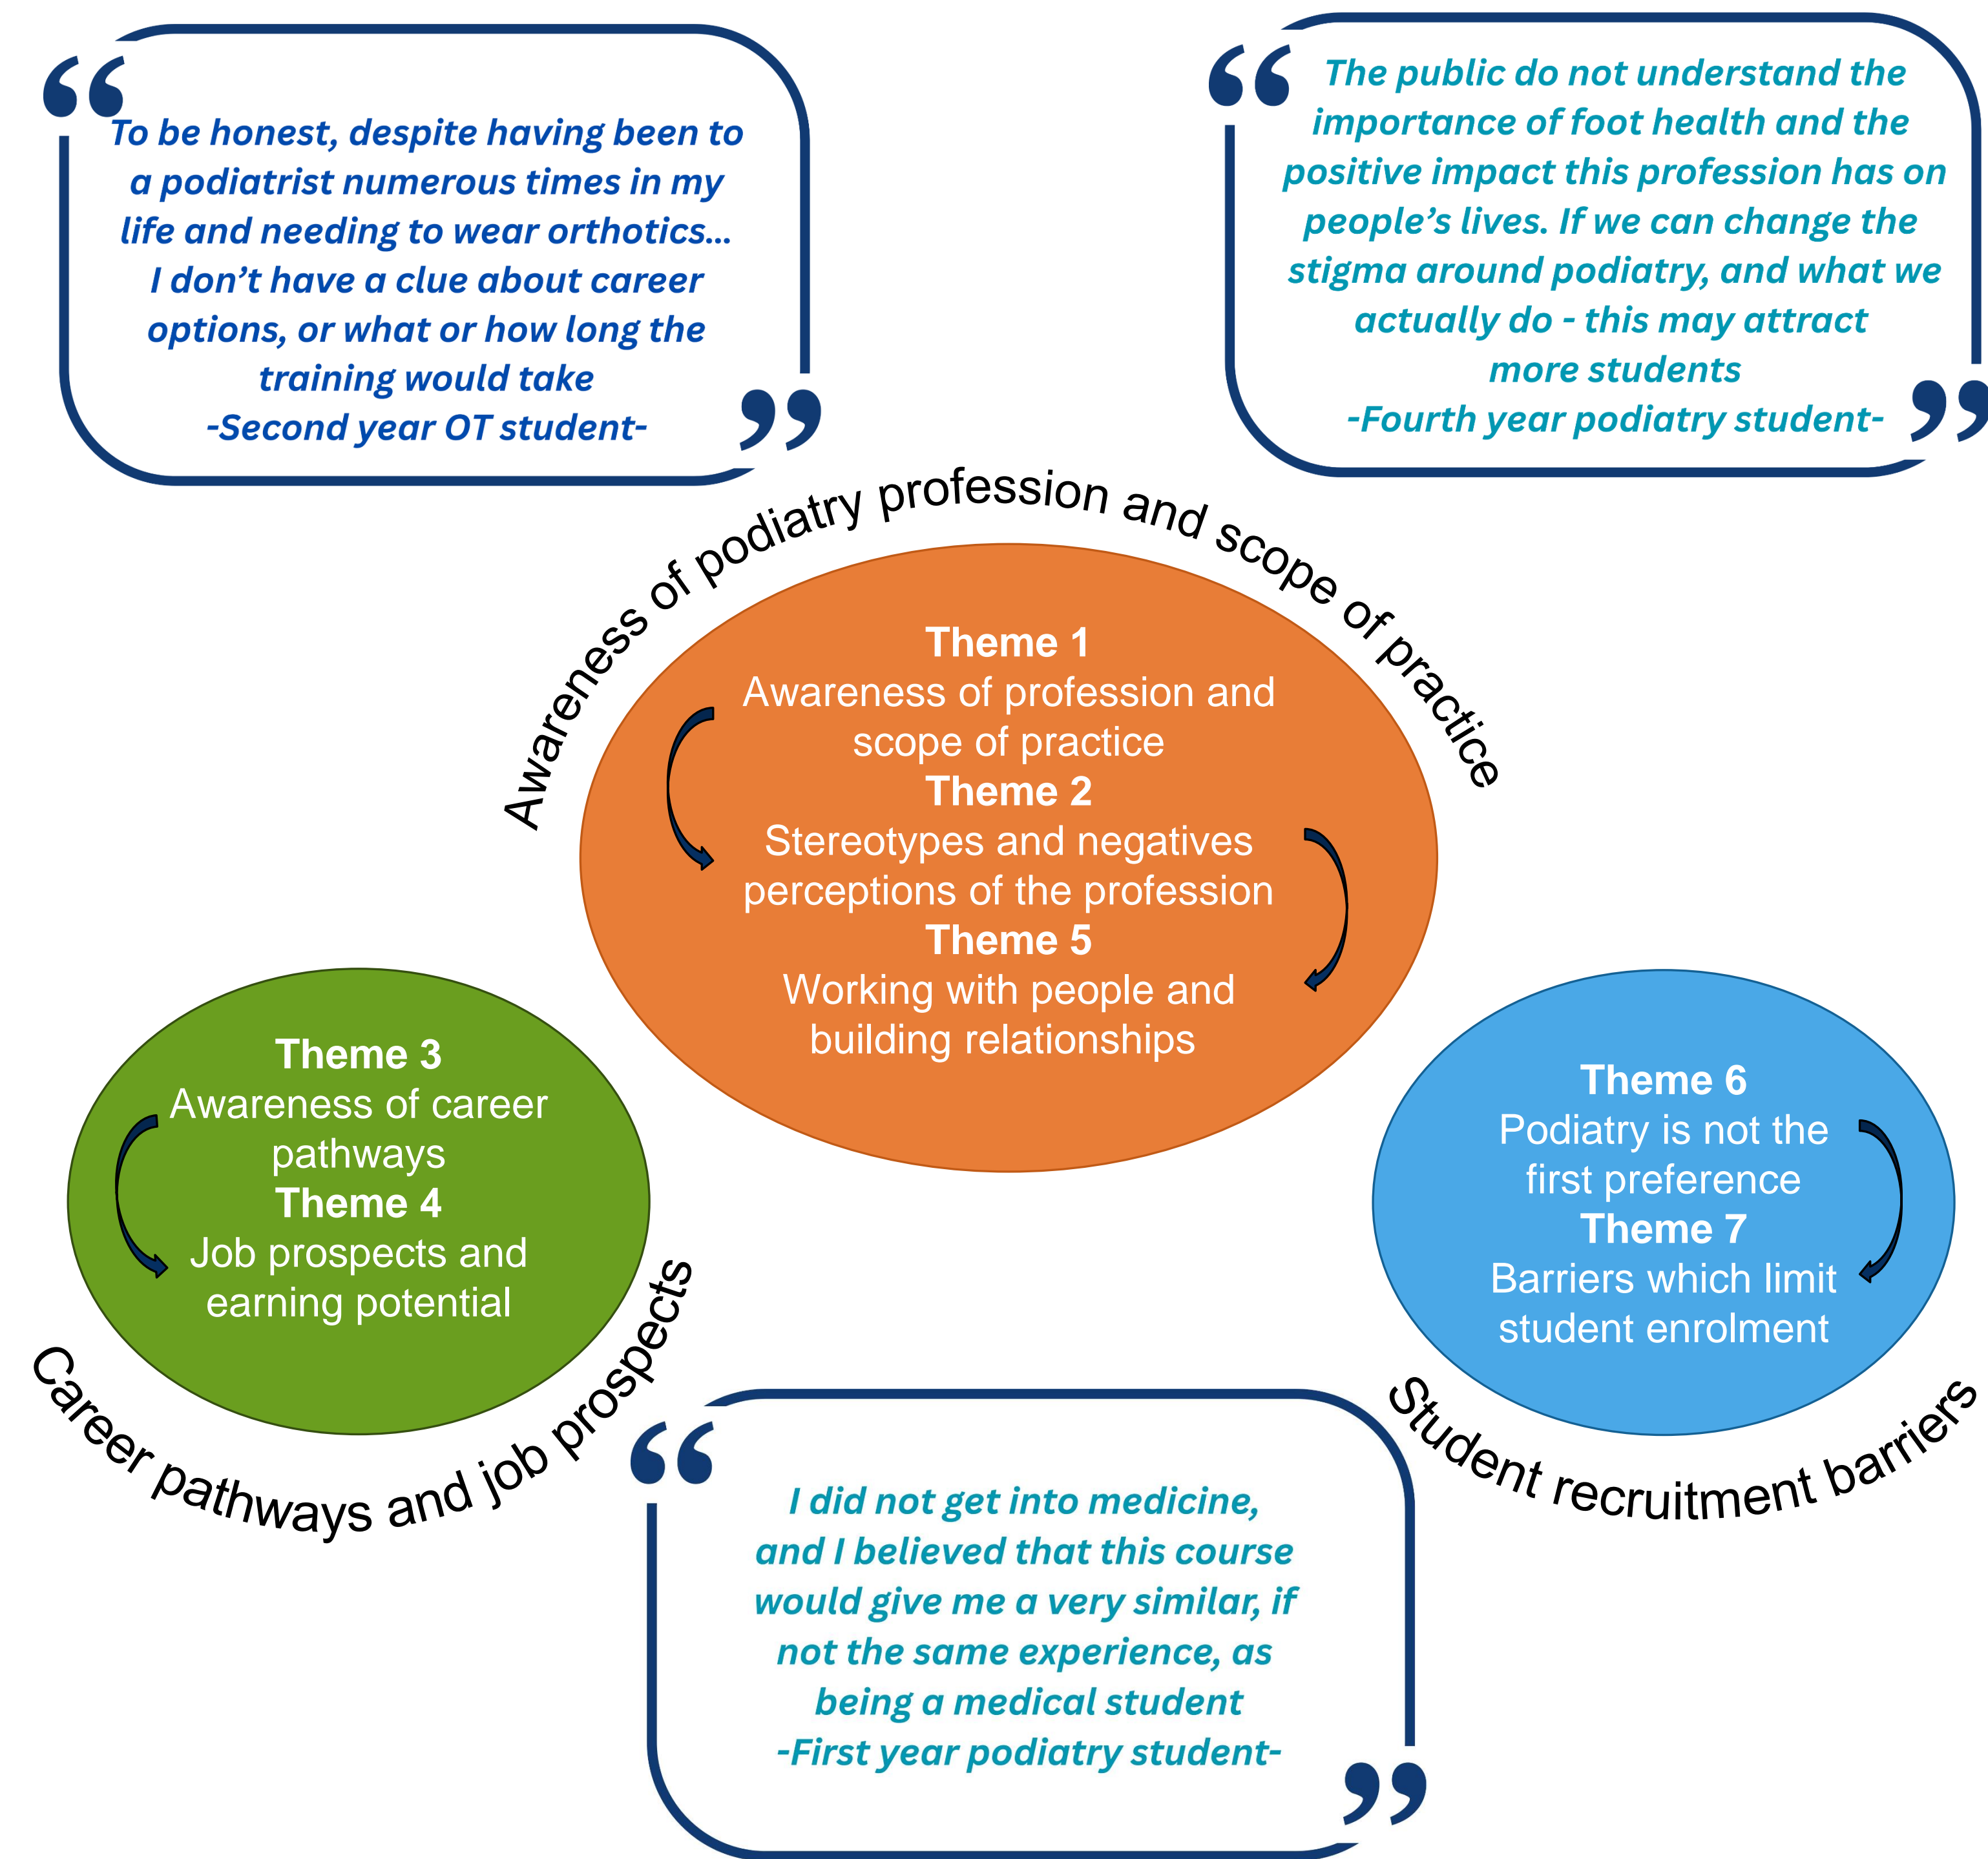 To be honest, despite having been to
a podiatrist numerous times in my
life and needing to wear orthotics...
I don't have a clue about career
options, or what or how long the
training would take
-Second year OT student-
The public do not understand the
importance of foot health and the
positive impact this profession has on
people's lives. If we can change the
stigma around podiatry, and what we
actually do - this may attract
more students
-Fourth year podiatry student-
Awareness of podiatry profession and scope of practice
Theme 1
Awareness of profession and
scope of practice
Theme 2
Stereotypes and negatives
perceptions of the profession
Theme 5
Working with people and
building relationships
Theme 3
Awareness of career
pathways
Theme 4
Job prospects and
earning potential
Career pathways and job prospects
Theme 6
Podiatry is not the
first preference
Theme 7
Barriers which limit
student enrolment
Student recruitment barriers
I did not get into medicine,
and I believed that this course
would give me a very similar, if
not the same experience, as
being a medical student
-First year podiatry student-